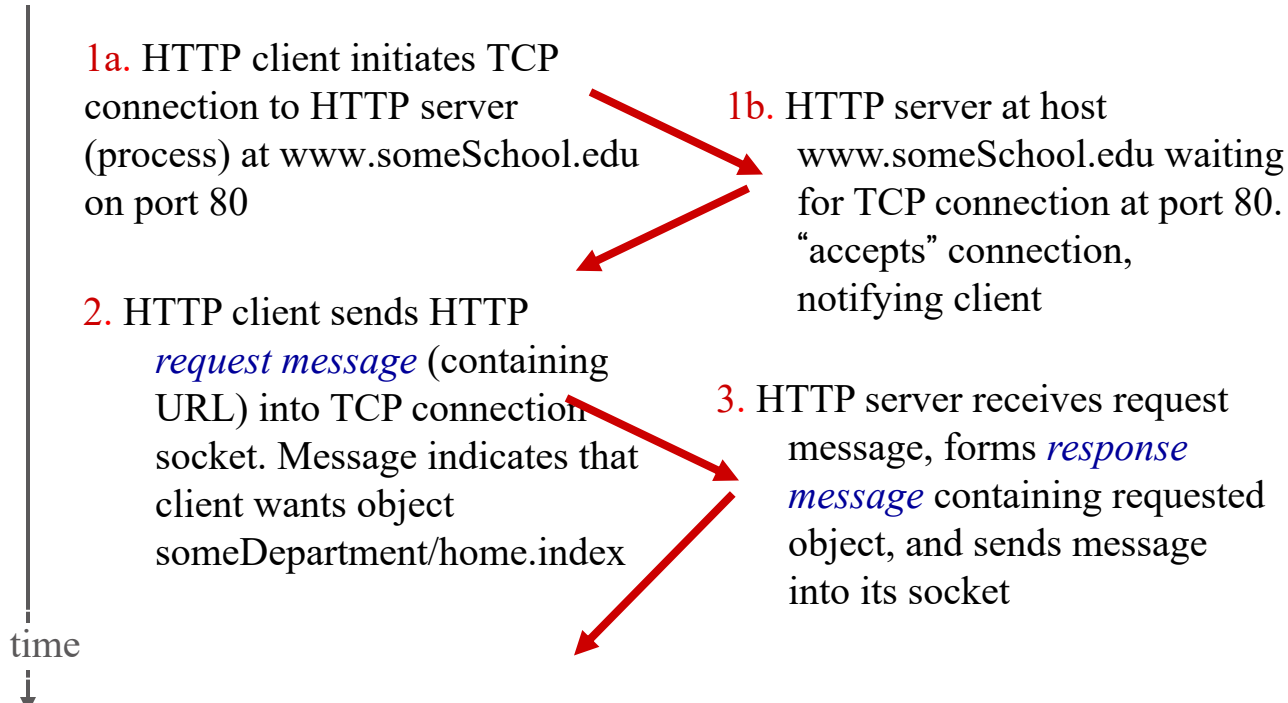 1a. HTTP client initiates TCP
connection to HTTP server
(process) at www.someSchool.edu
on port 80
1b. HTTP server at host
www.someSchool.edu waiting
for TCP connection at port 80.
“accepts” connection,
notifying client
2. HTTP client sends HTTP
request message (containing
URL) into TCP connection
socket. Message indicates that
client wants object
someDepartment/home.index
3. HTTP server receives request
message, forms response
message containing requested
object, and sends message
into its socket
time